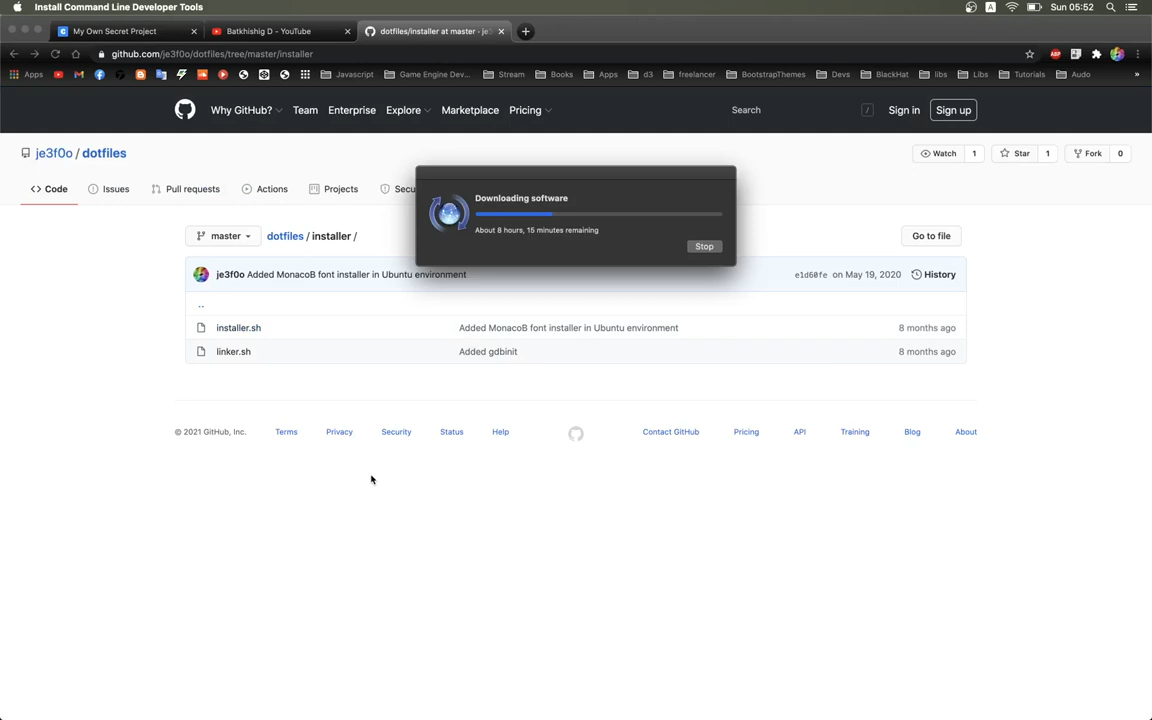 Install Command Line Developer Tools
A
Sun 05:52
My Own Secret Project
Batkhishig D - YouTube
dotfiles/installer at master · je
github.com/je3f0o/dotfiles/tree/master/installer
Apps
Javascript
Game Engine Dev...
Stream
Books
Apps
d3
freelancer
BootstrapThemes
Devs
BlackHat
libs
Libs
Tutorials
Audo
»
Why GitHub?
Team
Enterprise
Explore
Marketplace
Pricing
Search
/
Sign in
Sign up
je3f0o / dotfiles
Watch 1
Star 1
Fork 0
Code
Issues
Pull requests
Actions
Projects
Secu
Downloading software
About 8 hours, 15 minutes remaining
Stop
master
dotfiles / installer /
Go to file
je3f0o Added MonacoB font installer in Ubuntu environment
e1d60fe on May 19, 2020
History
..
installer.sh
Added MonacoB font installer in Ubuntu environment
8 months ago
linker.sh
Added gdbinit
8 months ago
© 2021 GitHub, Inc.
Terms
Privacy
Security
Status
Help
Contact GitHub
Pricing
API
Training
Blog
About